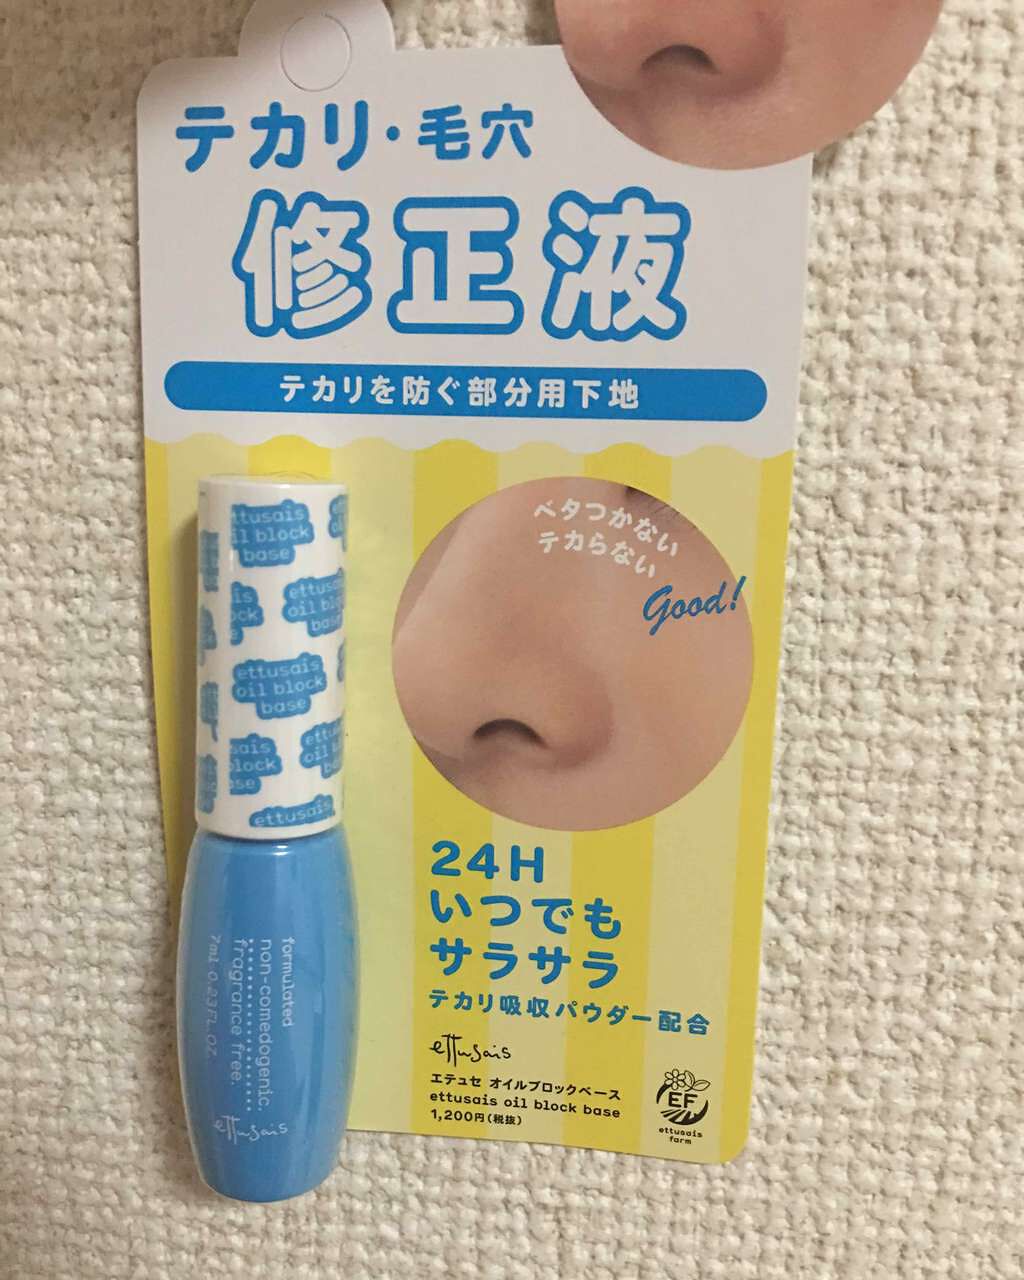 テカリ・毛穴
修正液
テカリを防ぐ部分用下地
ベタつかない
テカらない
Good!
24H
いつでも
サラサラ
テカリ吸収パウダー配合
ettusais
エテュセ オイルブロックベース
ettusais oil block base
1,200円(税抜)
EF
ettusais
farm
ettusais
oil block
base
ettusais
oil block
base
formulated
non-comedogenic.
fragrance free.
7ml・0.23FL.OZ.
ettusais